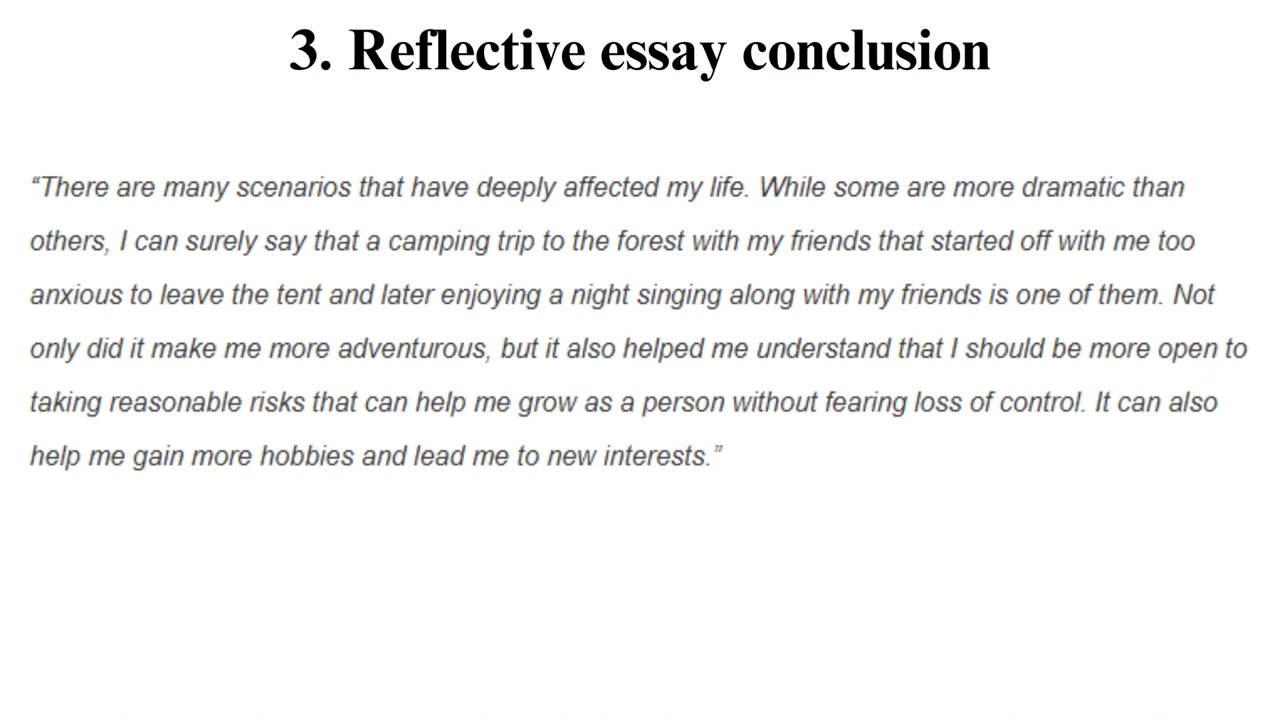 3. Reflective essay conclusion
“There are many scenarios that have deeply affected my life. While some are more dramatic than
others, I can surely say that a camping trip to the forest with my friends that started off with me too
anxious to leave the tent and later enjoying a night singing along with my friends is one of them. Not
only did it make me more adventurous, but it also helped me understand that I should be more open to
taking reasonable risks that can help me grow as a person without fearing loss of control. It can also
help me gain more hobbies and lead me to new interests.”